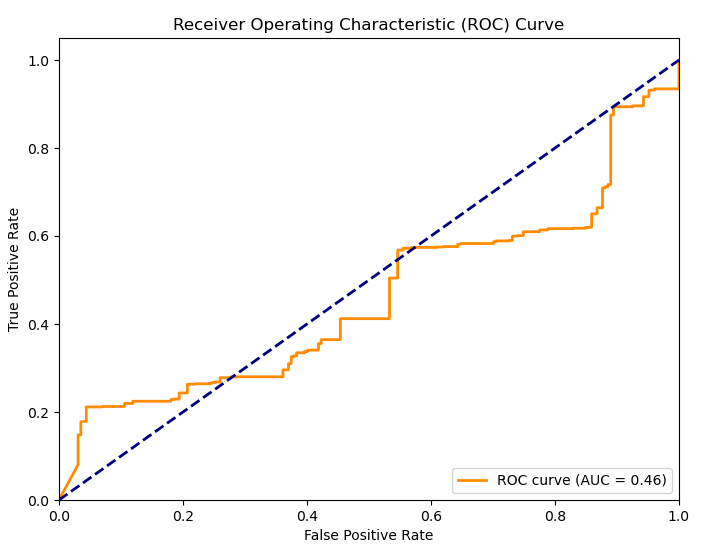 Receiver Operating Characteristic (ROC) Curve
True Positive Rate
1.0
0.8
0.6
0.4
0.2
0.0
0.0 0.2 0.4 0.6 0.8 1.0
False Positive Rate
ROC curve (AUC = 0.46)